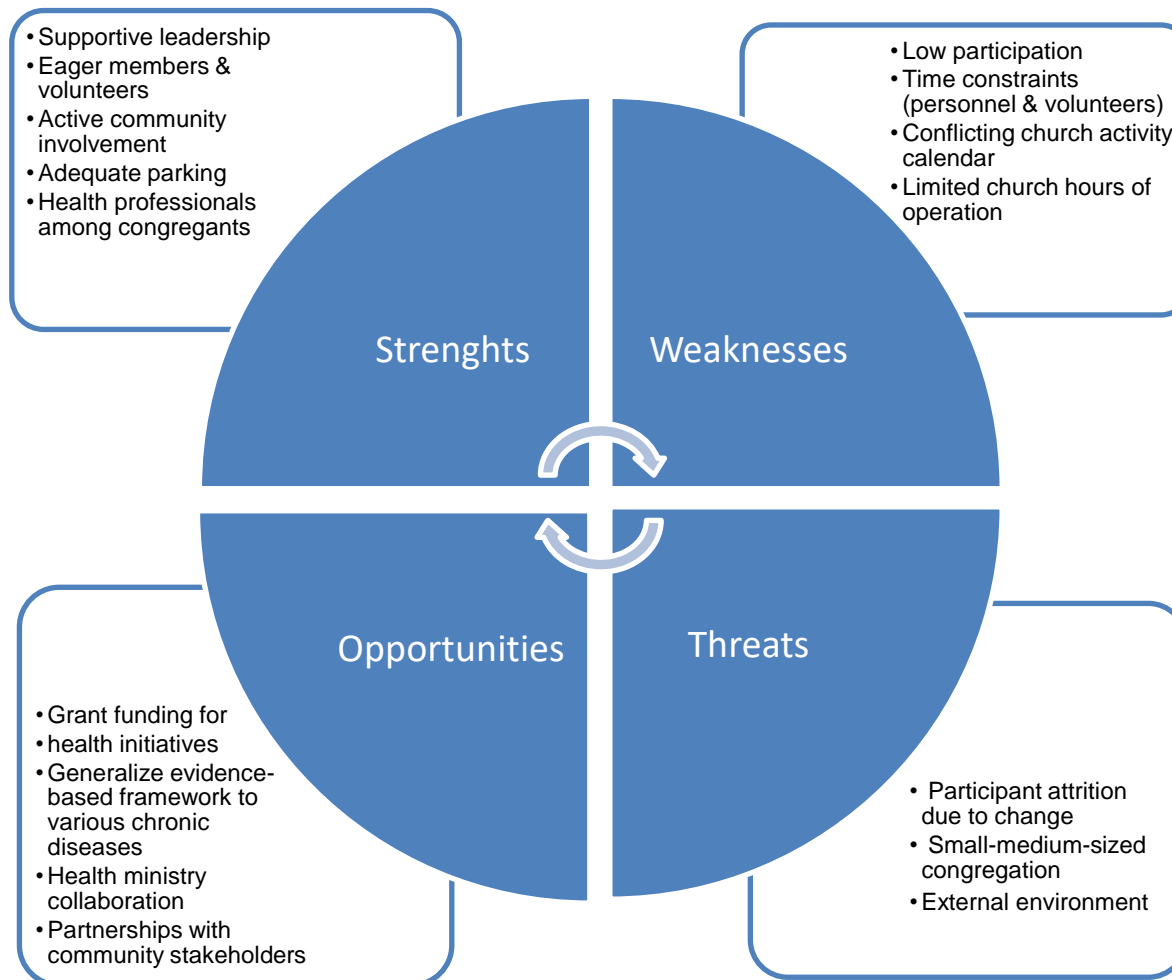 • Supportive leadership
• Eager members &
volunteers
• Active community
involvement
• Adequate parking
• Health professionals
among congregants
• Low participation
• Time constraints
(personnel & volunteers)
• Conflicting church activity
calendar
• Limited church hours of
operation
Strenghts
Weaknesses
Opportunities
Threats
• Grant funding for
• health initiatives
• Generalize evidence-
based framework to
various chronic
diseases
• Health ministry
collaboration
• Partnerships with
community stakeholders
• Participant attrition
due to change
• Small-medium-sized
congregation
• External environment